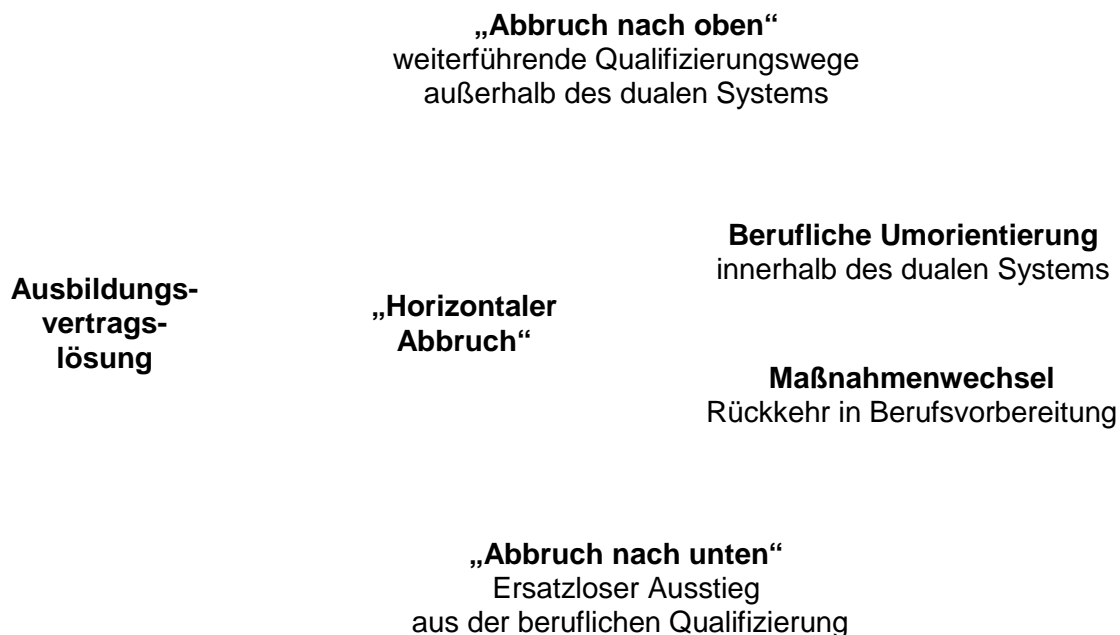 „Abbruch nach oben“
weiterführende Qualifizierungswege
außerhalb des dualen Systems
Ausbildungs-
vertrags-
lösung
„Horizontaler
Abbruch“
Berufliche Umorientierung
innerhalb des dualen Systems
Maßnahmenwechsel
Rückkehr in Berufsvorbereitung
„Abbruch nach unten“
Ersatzloser Ausstieg
aus der beruflichen Qualifizierung